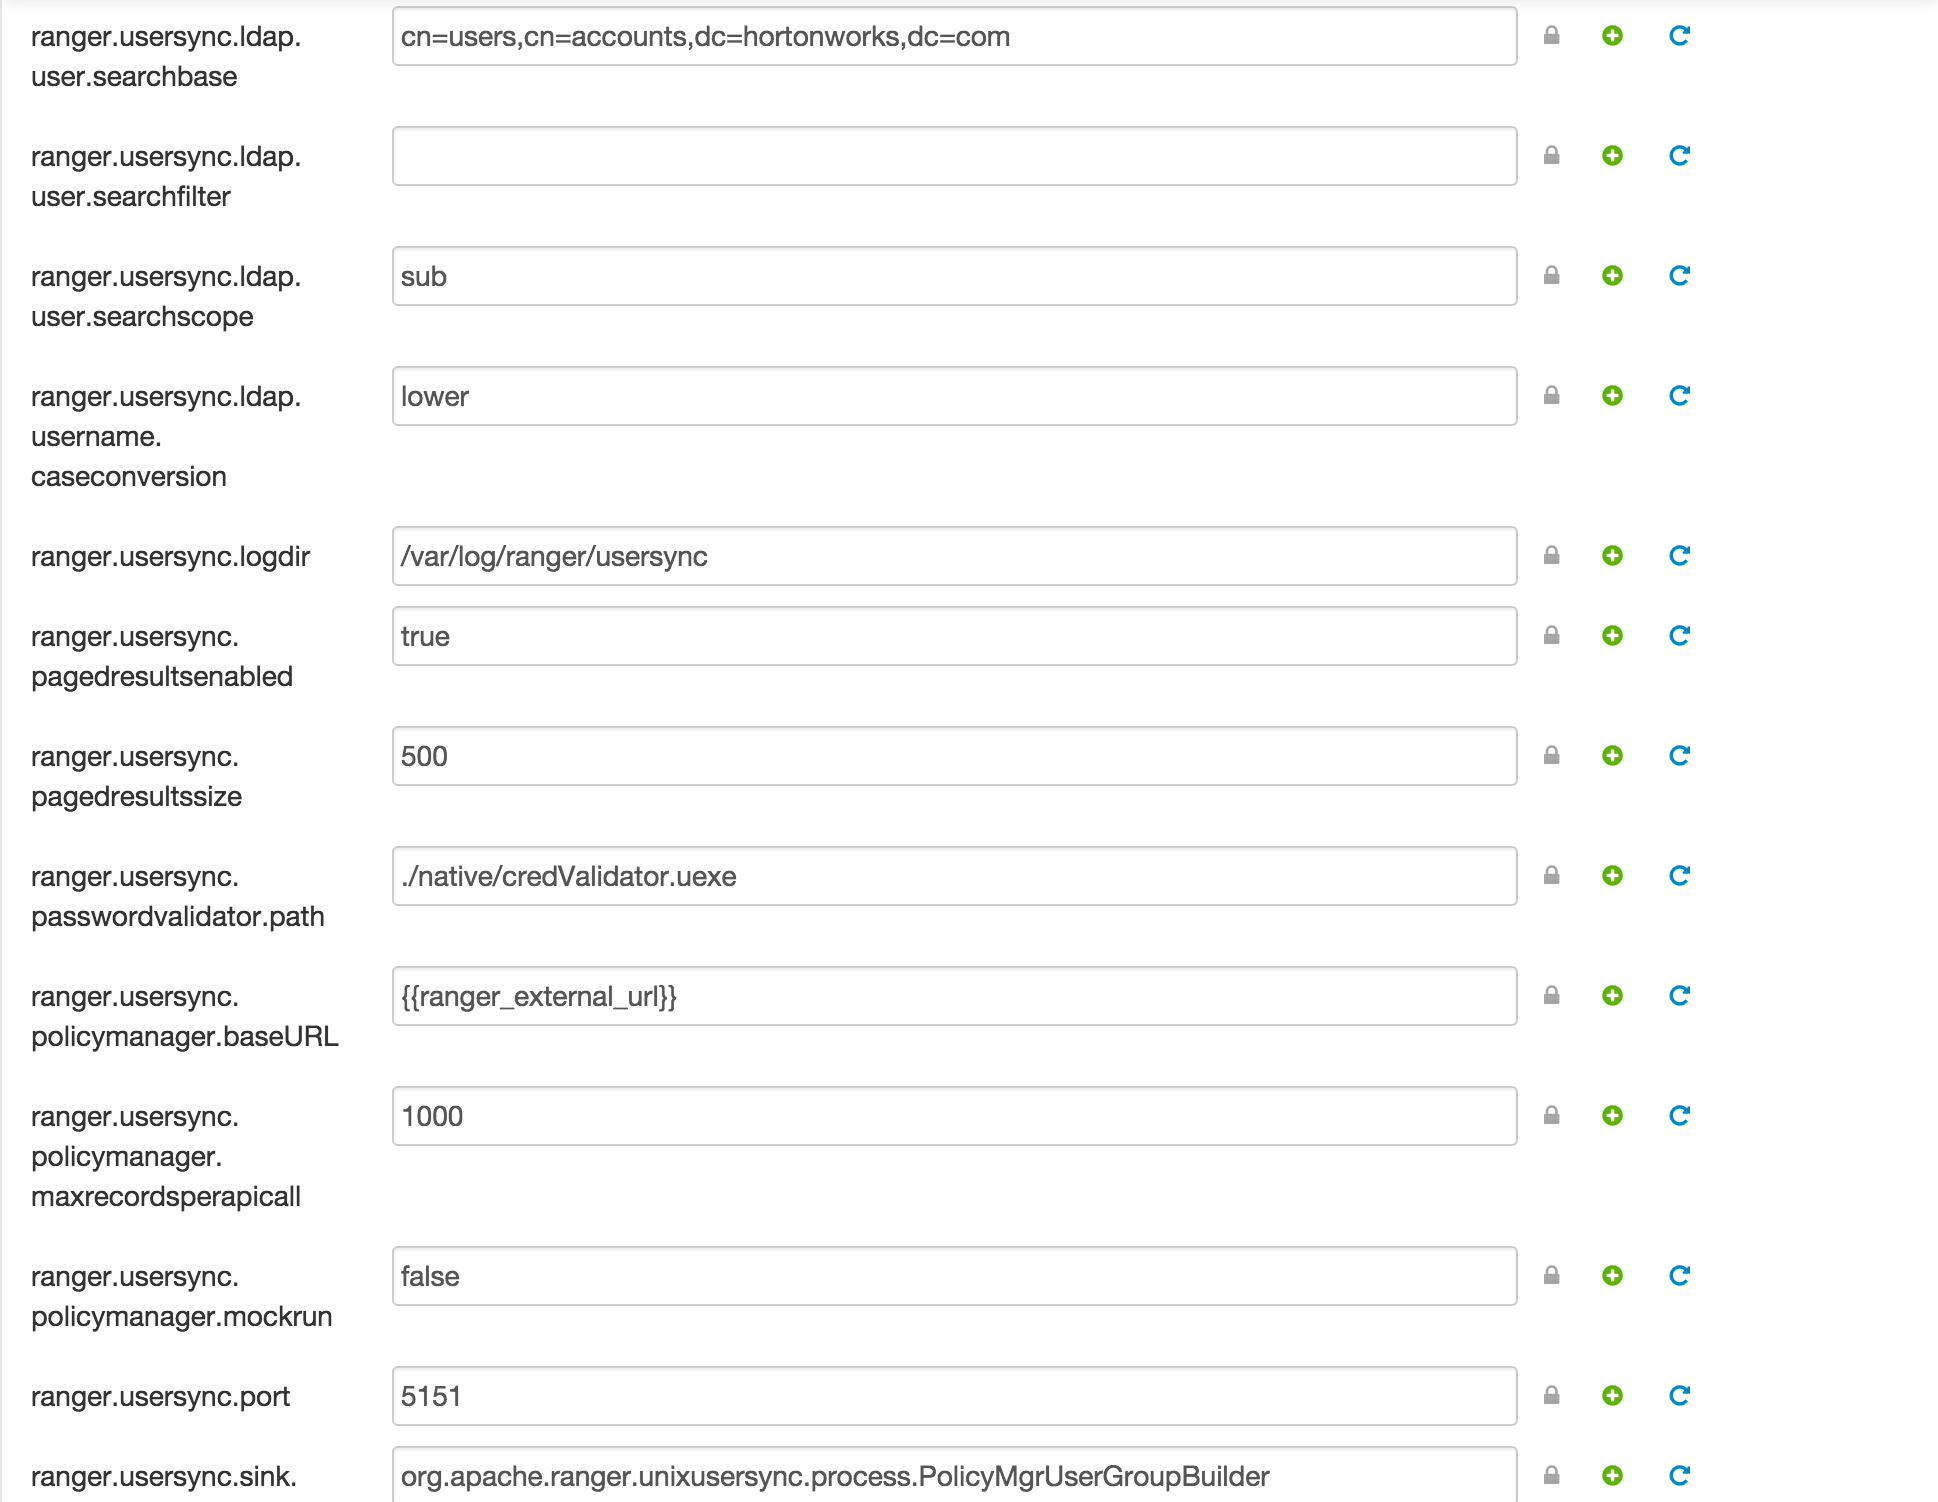 ranger.usersync.ldap.
user.searchbase
cn=users,cn=accounts,dc=hortonworks,dc=com
ranger.usersync.ldap.
user.searchfilter
ranger.usersync.ldap.
user.searchscope
sub
ranger.usersync.ldap.
username.
caseconversion
lower
ranger.usersync.logdir
/var/log/ranger/usersync
ranger.usersync.
pagedresultsenabled
true
ranger.usersync.
pagedresultssize
500
ranger.usersync.
passwordvalidator.path
./native/credValidator.uexe
ranger.usersync.
policymanager.baseURL
{{ranger_external_url}}
ranger.usersync.
policymanager.
maxrecordsperapicall
1000
ranger.usersync.
policymanager.mockrun
false
ranger.usersync.port
5151
ranger.usersync.sink.
org.apache.ranger.unixusersync.process.PolicyMgrUserGroupBuilder